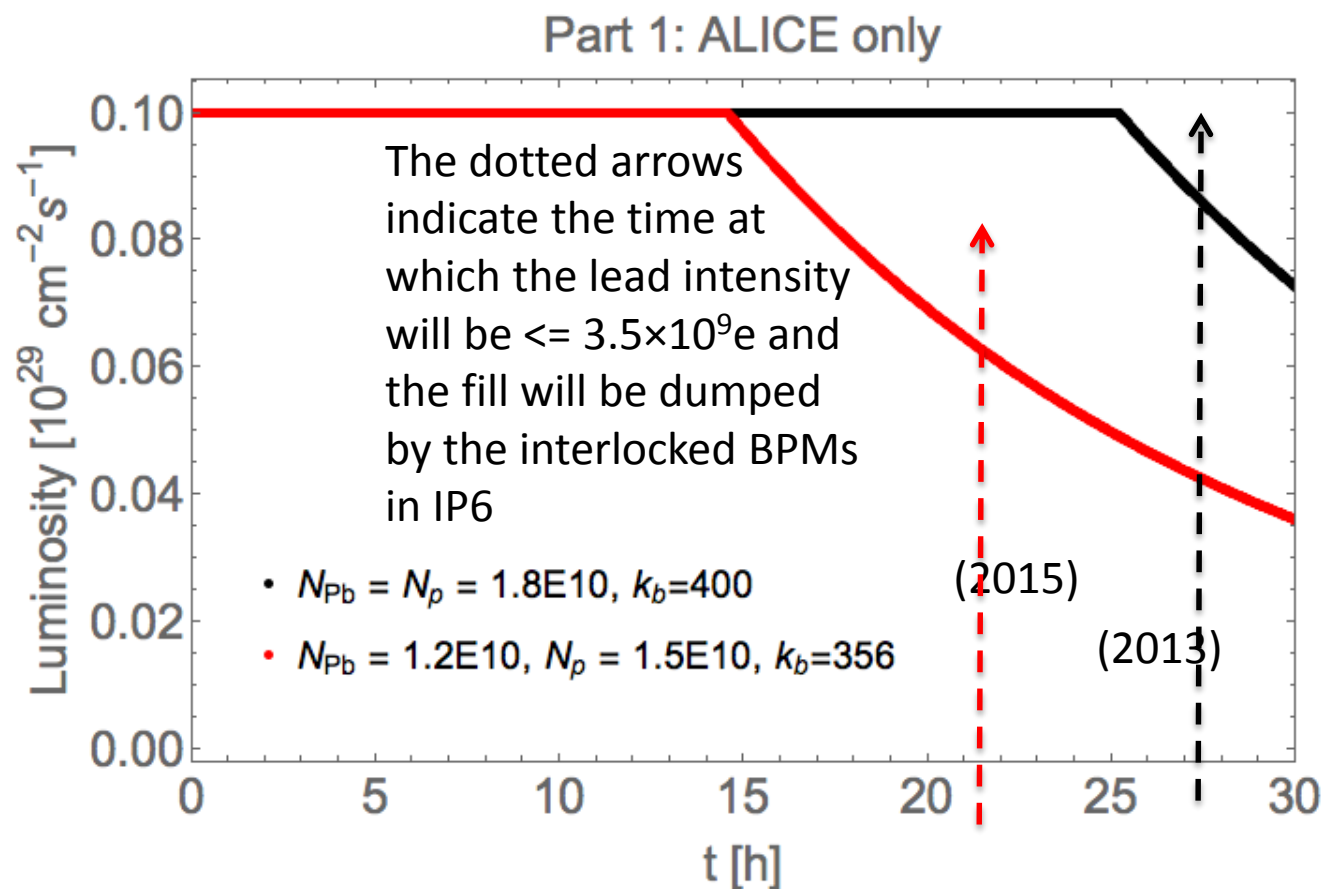 Part 1: ALICE only
Luminosity [10²⁹ cm⁻²s⁻¹]
0.10
0.08
0.06
0.04
0.02
0.00
The dotted arrows
indicate the time at
which the lead intensity
will be <= 3.5×10⁹e and
the fill will be dumped
by the interlocked BPMs
in IP6
• N_Pb = N_p = 1.8E10, k_b=400
• N_Pb = 1.2E10, N_p = 1.5E10, k_b=356
(2015)
(2013)
0 5 10 15 20 25 30
t [h]